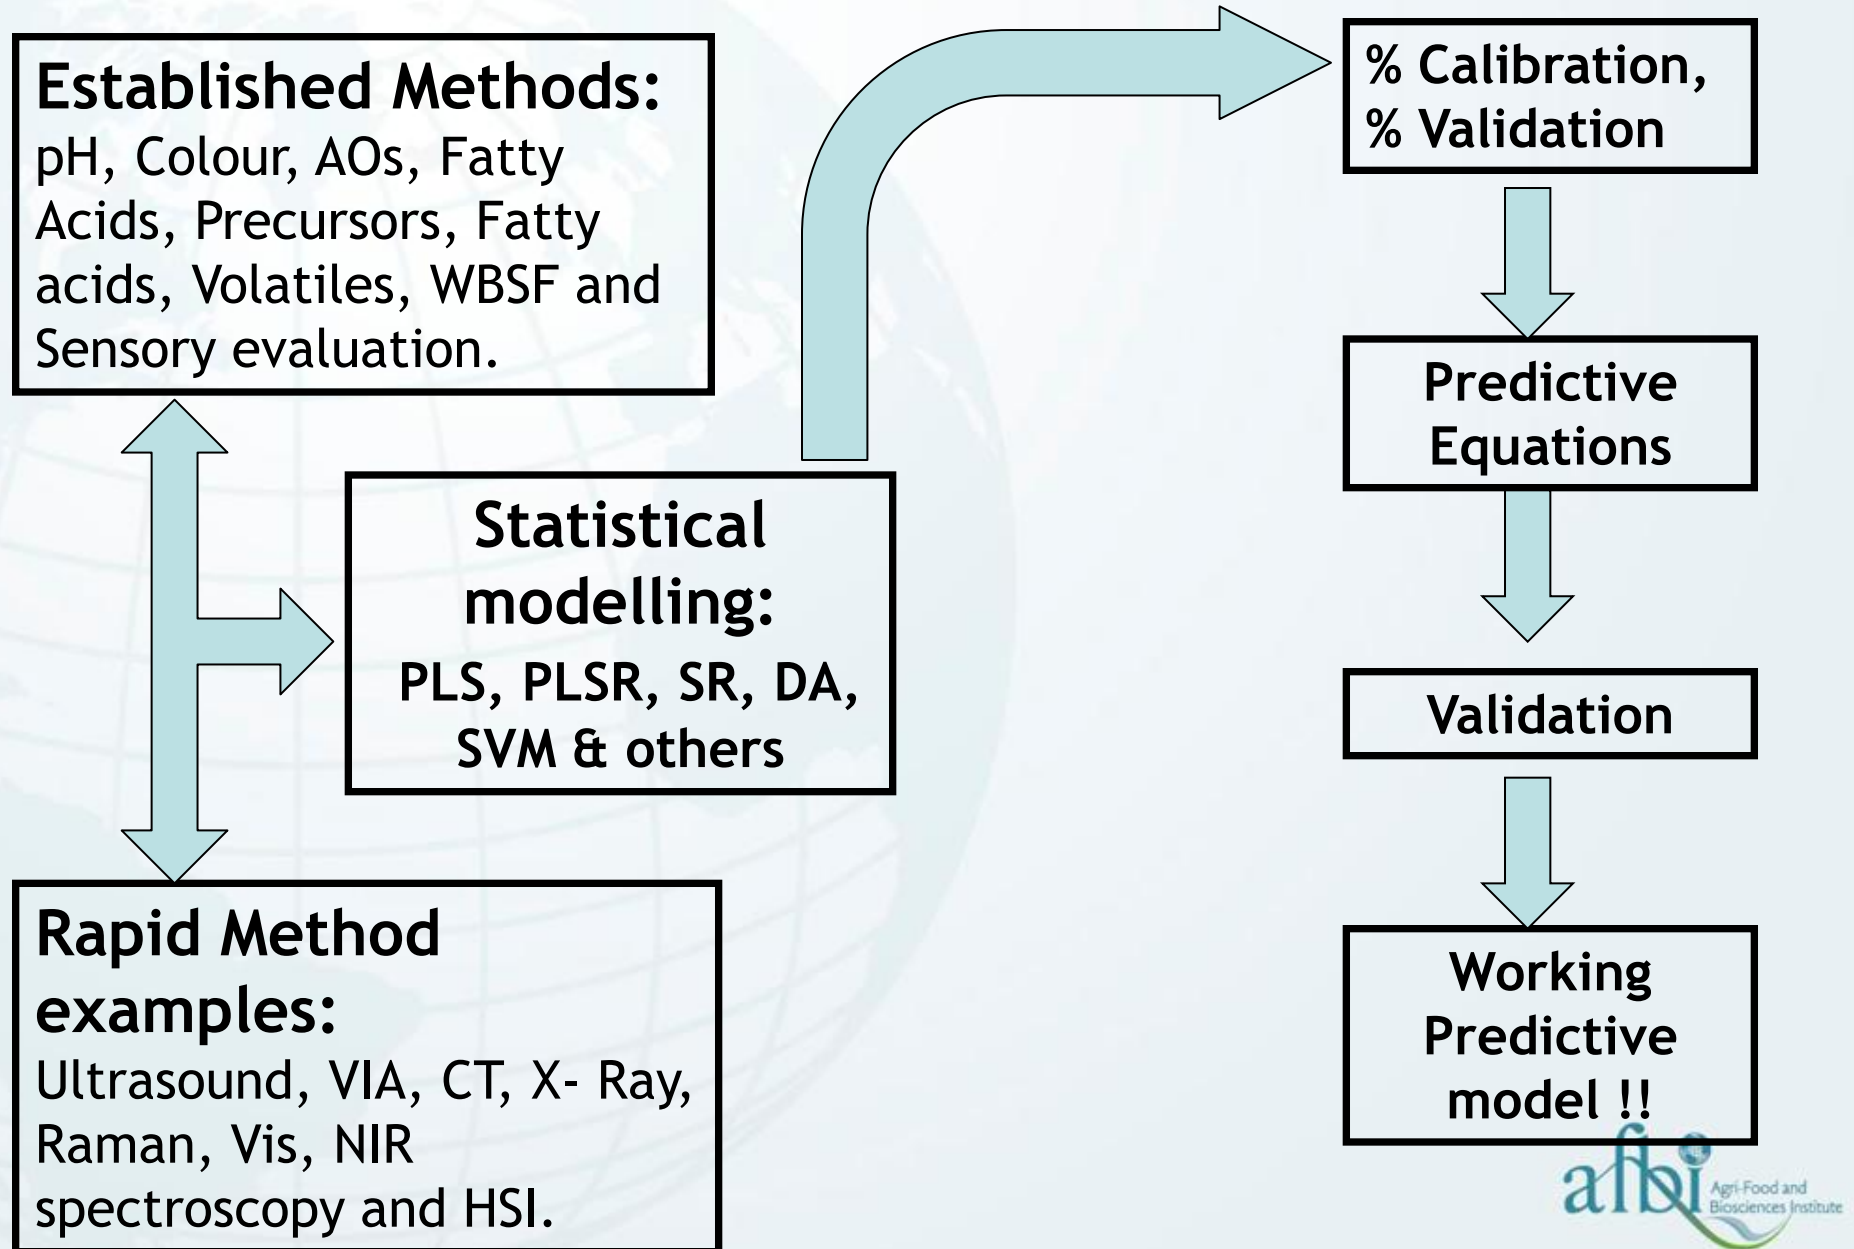 Established Methods:
pH, Colour, AOs, Fatty
Acids, Precursors, Fatty
acids, Volatiles, WBSF and
Sensory evaluation.
Statistical
modelling:
PLS, PLSR, SR, DA,
SVM & others
Rapid Method
examples:
Ultrasound, VIA, CT, X- Ray,
Raman, Vis, NIR
spectroscopy and HSI.
% Calibration,
% Validation
Predictive
Equations
Validation
Working
Predictive
model !!
afbi
Agri-Food and
Biosciences Institute